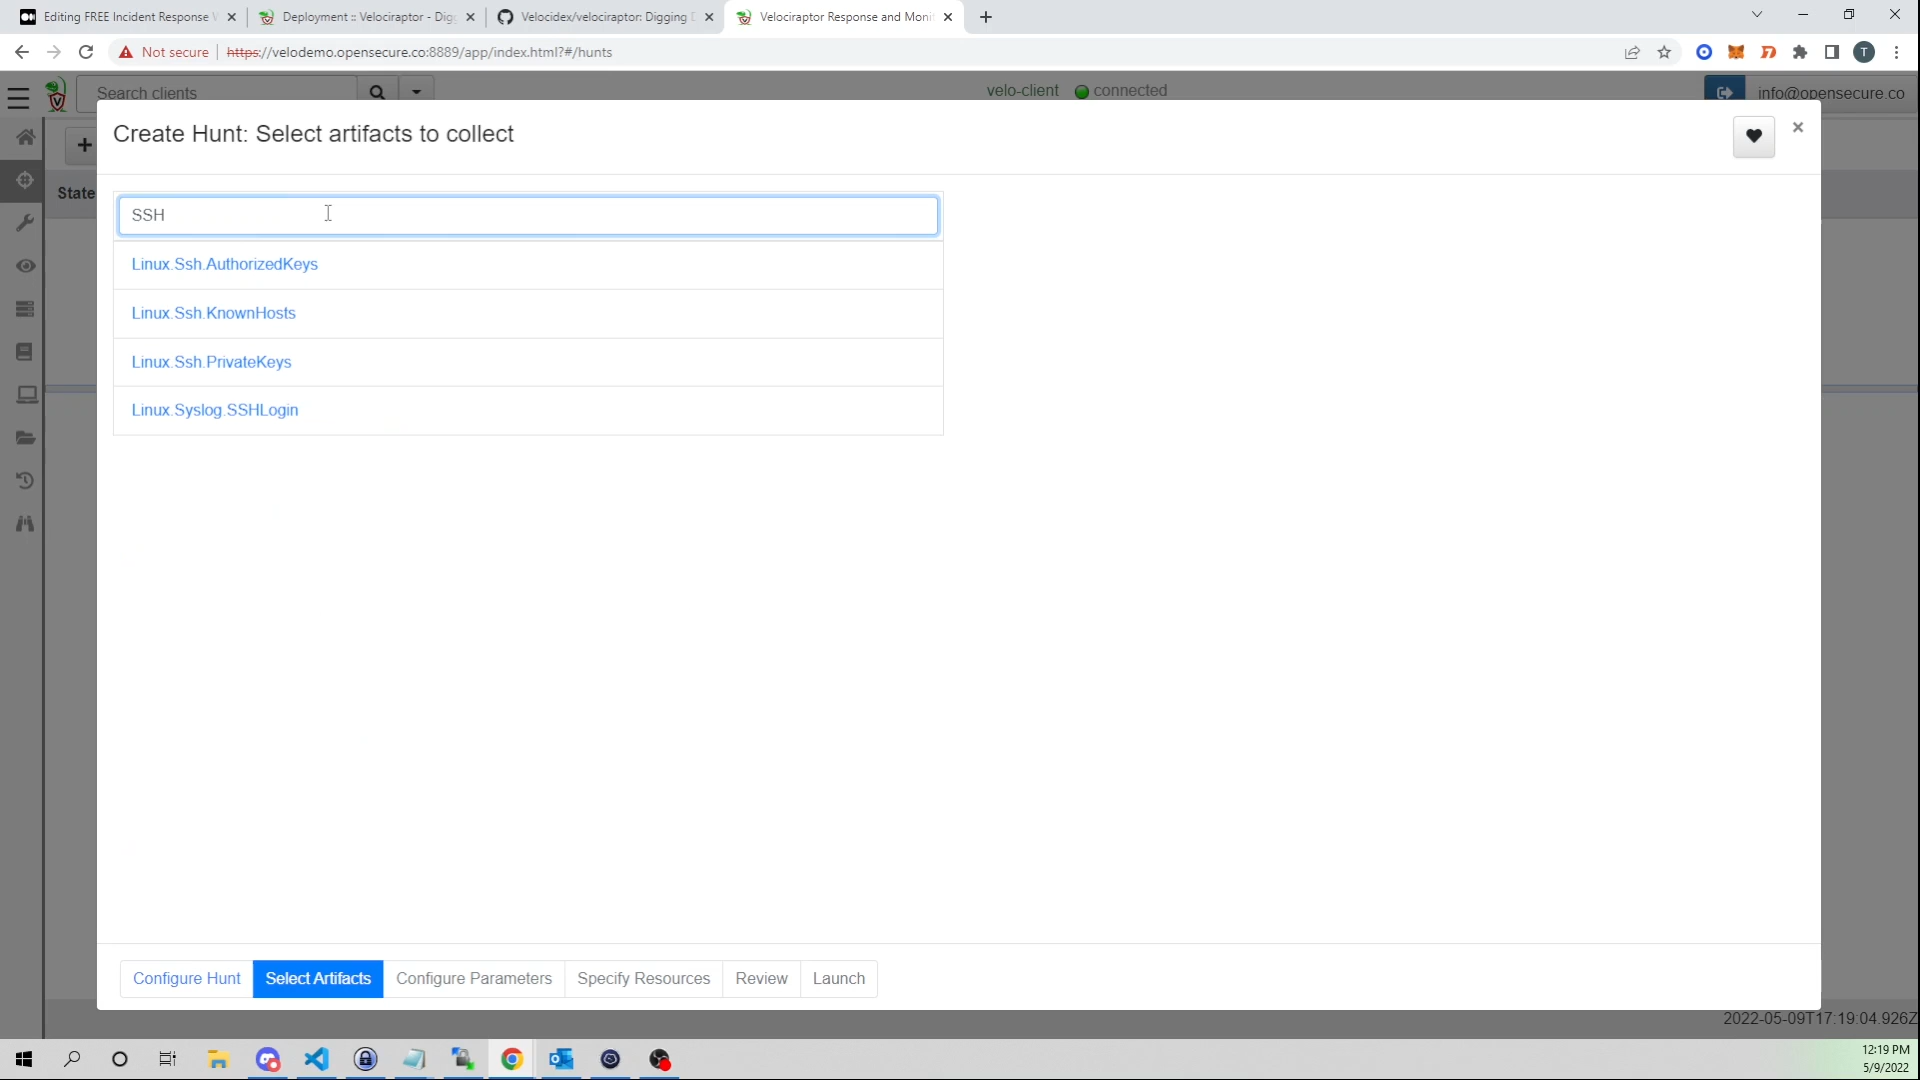 Editing FREE Incident Response
Deployment :: Velociraptor - Digg
Velocidex/velociraptor: Digging
Velociraptor Response and Moni
Not secure
https://velodemo.opensecure.co:8889/app/index.html?#/hunts
T
Search clients
velo-client
connected
info@opensecure.co
Create Hunt: Select artifacts to collect
State
SSH
Linux.Ssh.AuthorizedKeys
Linux.Ssh.KnownHosts
Linux.Ssh.PrivateKeys
Linux.Syslog.SSHLogin
Configure Hunt
Select Artifacts
Configure Parameters
Specify Resources
Review
Launch
2022-05-09T17:19:04.926Z
12:19 PM
5/9/2022